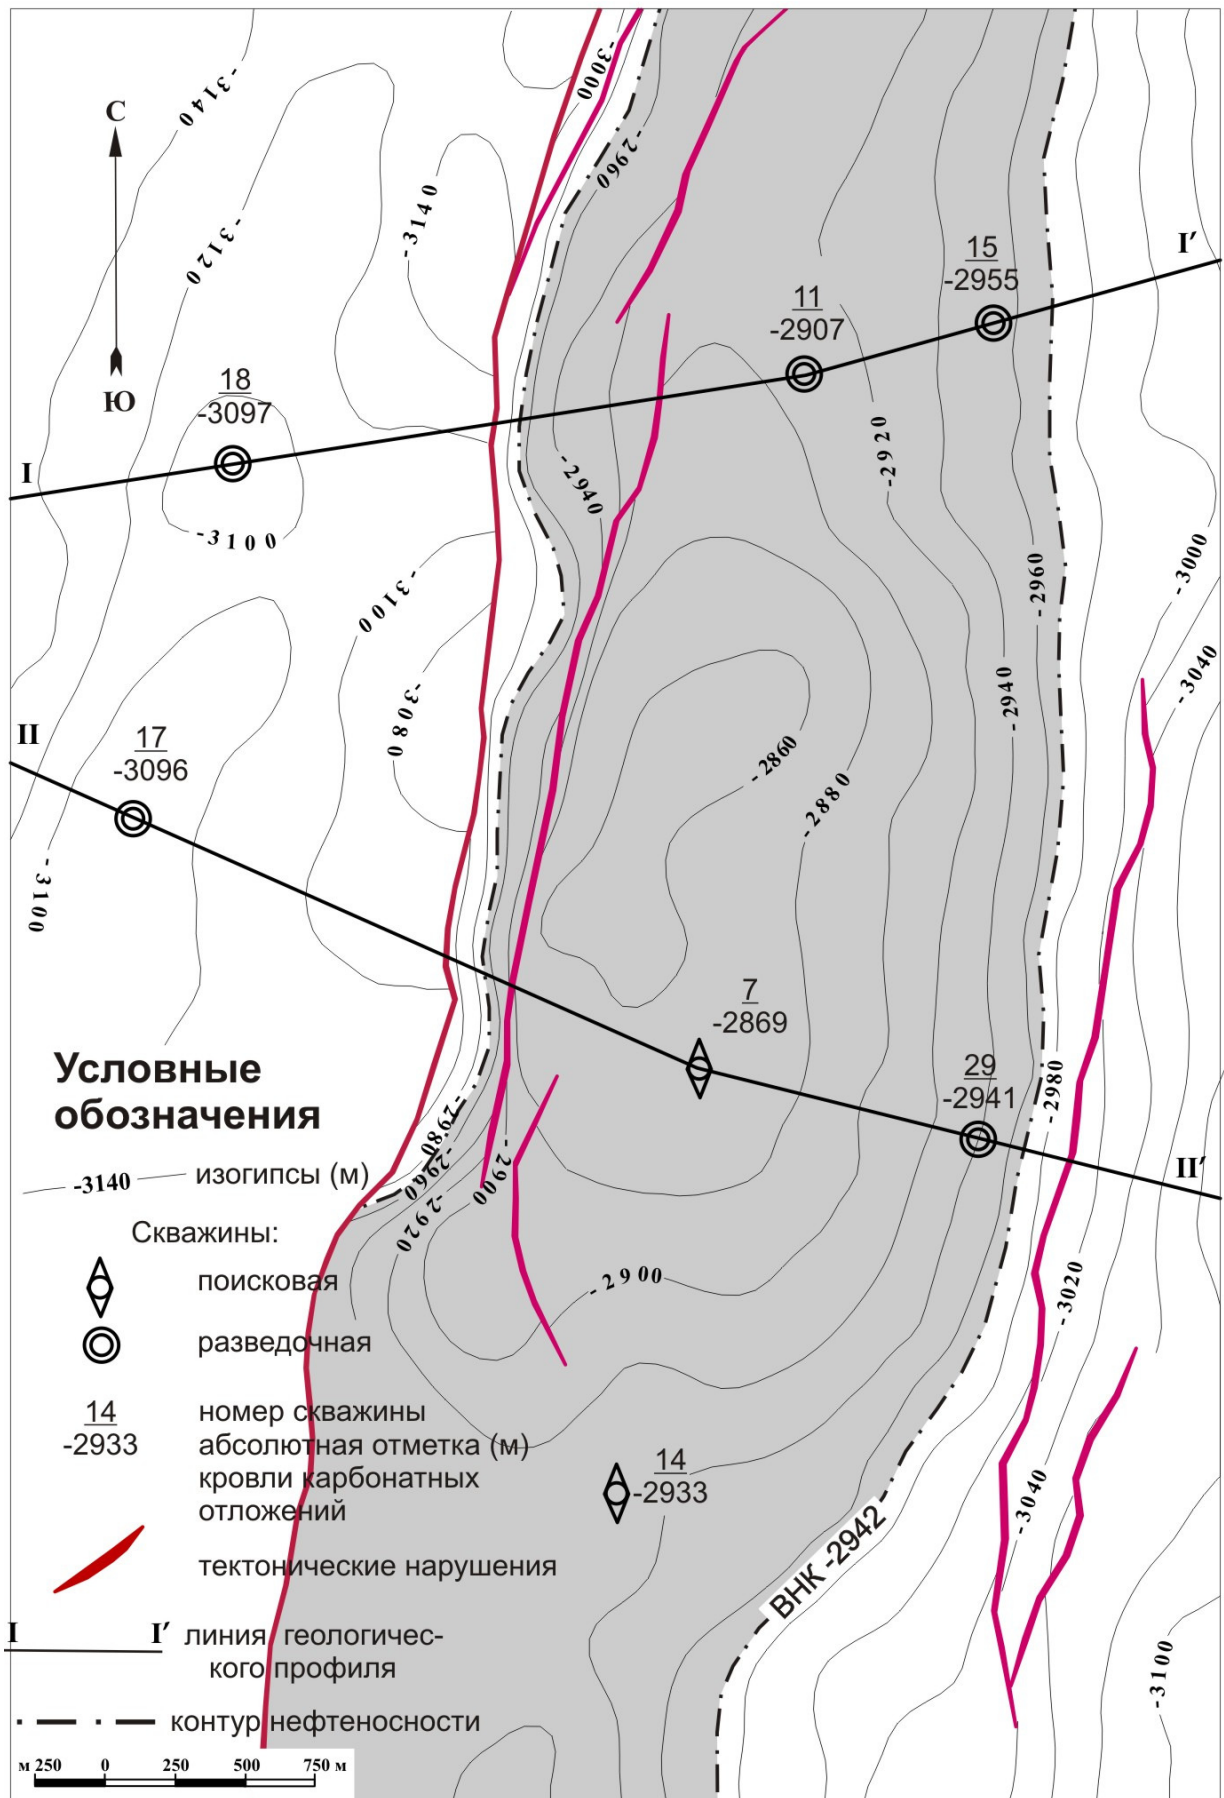 -3140
-3000
-2960
С
-3120
-3140
Ю
15
-2955
I′
11
-2907
18
-3097
I
-2920
-2940
-3100
-3100
-2960
-3000
-3040
-2940
-3080
II
17
-3096
-2860
-2880
-3100
7
-2869
29
-2941
-2980
II′
-2980
-2960
-2920
-2900
-2900
-3020
14
-2933
-3040
ВНК -2942
-3100
Условные
обозначения
-3140 изогипсы (м)
Скважины:
поисковая
разведочная
14
-2933
номер скважины
абсолютная отметка (м)
кровли карбонатных
отложений
тектонические нарушения
I I′ линия геологичес-
кого профиля
контур нефтеносности
м 250 0 250 500 750 м